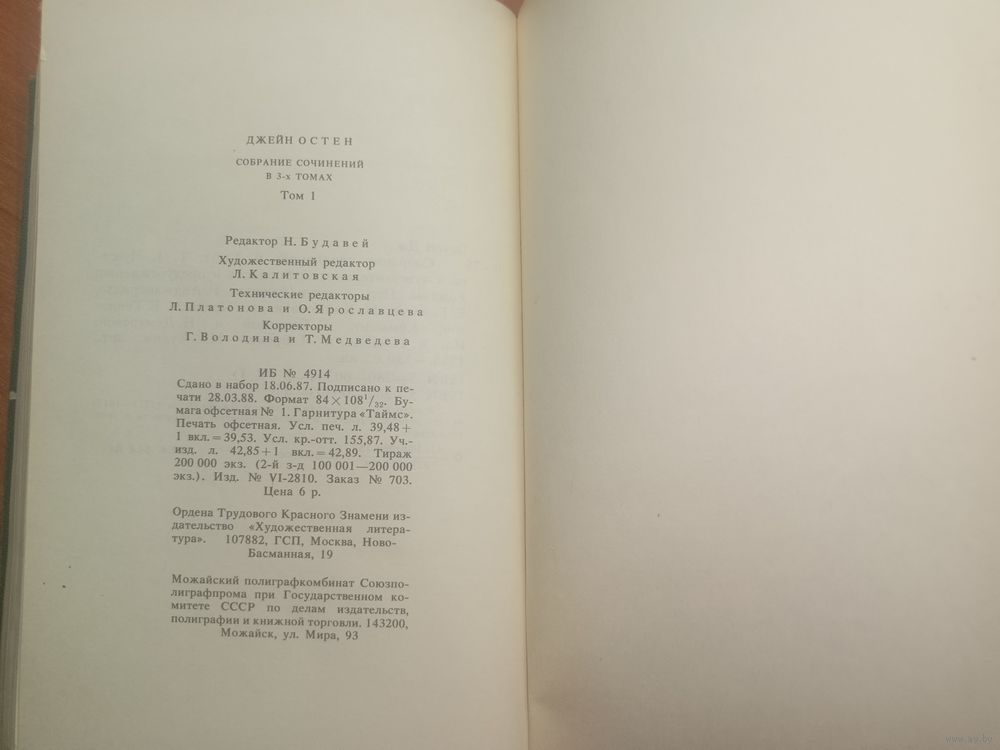 ДЖЕЙН ОСТЕН
СОБРАНИЕ СОЧИНЕНИЙ
В 3-х ТОМАХ
Том 1
Редактор Н. Будавей
Художественный редактор
Л. Калитовская
Технические редакторы
Л. Платонова и О. Ярославцева
Корректоры
Г. Володина и Т. Медведева
ИБ № 4914
Сдано в набор 18.06.87. Подписано к пе-
чати 28.03.88. Формат 84×108¹/₃₂. Бу-
мага офсетная № 1. Гарнитура «Таймс».
Печать офсетная. Усл. печ. л. 39,48+
1 вкл.=39,53. Усл. кр.-отт. 155,87. Уч.-
изд. л. 42,85+1 вкл.=42,89. Тираж
200 000 экз. (2-й з-д 100 001—200 000
экз.). Изд. № VI-2810. Заказ № 703.
Цена 6 р.
Ордена Трудового Красного Знамени из-
дательство «Художественная литера-
тура». 107882, ГСП, Москва, Ново-
Басманная, 19
Можайский полиграфкомбинат Союзпо-
лиграфпрома при Государственном ко-
митете СССР по делам издательств,
полиграфии и книжной торговли. 143200,
Можайск, ул. Мира, 93
www.ay.by